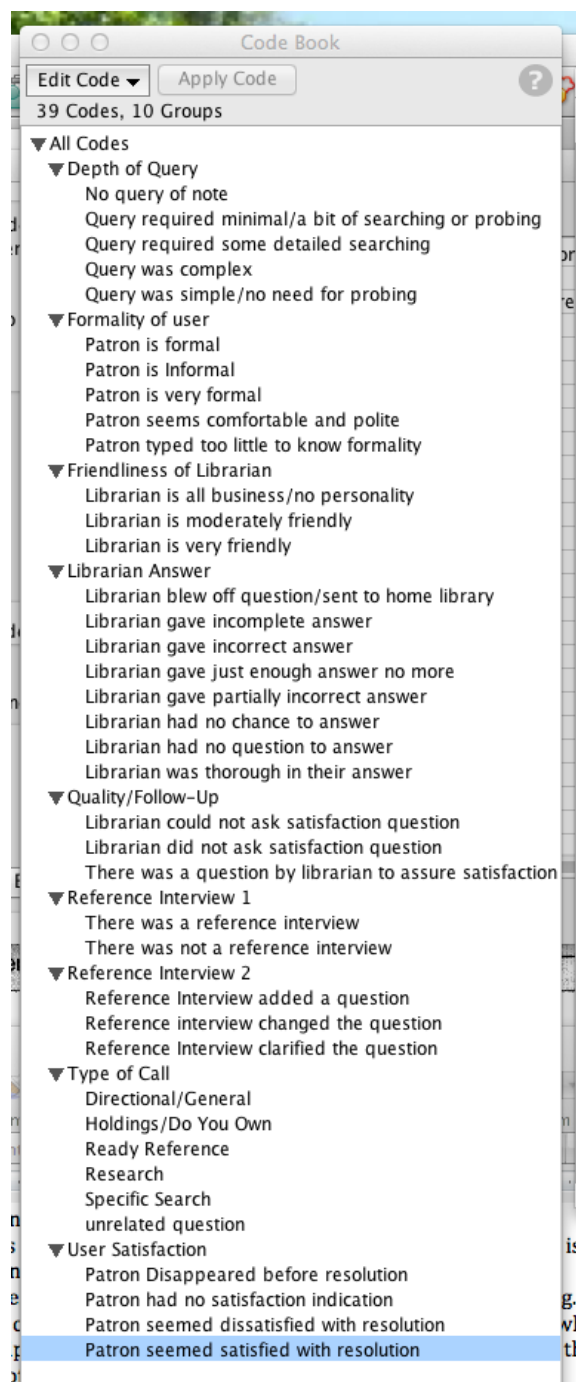 Code Book
Edit Code Apply Code ?
39 Codes, 10 Groups
All Codes
Depth of Query
No query of note
Query required minimal/a bit of searching or probing
Query required some detailed searching
Query was complex
Query was simple/no need for probing
Formality of user
Patron is formal
Patron is Informal
Patron is very formal
Patron seems comfortable and polite
Patron typed too little to know formality
Friendliness of Librarian
Librarian is all business/no personality
Librarian is moderately friendly
Librarian is very friendly
Librarian Answer
Librarian blew off question/sent to home library
Librarian gave incomplete answer
Librarian gave incorrect answer
Librarian gave just enough answer no more
Librarian gave partially incorrect answer
Librarian had no chance to answer
Librarian had no question to answer
Librarian was thorough in their answer
Quality/Follow-Up
Librarian could not ask satisfaction question
Librarian did not ask satisfaction question
There was a question by librarian to assure satisfaction
Reference Interview 1
There was a reference interview
There was not a reference interview
Reference Interview 2
Reference Interview added a question
Reference interview changed the question
Reference Interview clarified the question
Type of Call
Directional/General
Holdings/Do You Own
Ready Reference
Research
Specific Search
unrelated question
User Satisfaction
Patron Disappeared before resolution
Patron had no satisfaction indication
Patron seemed dissatisfied with resolution
Patron seemed satisfied with resolution